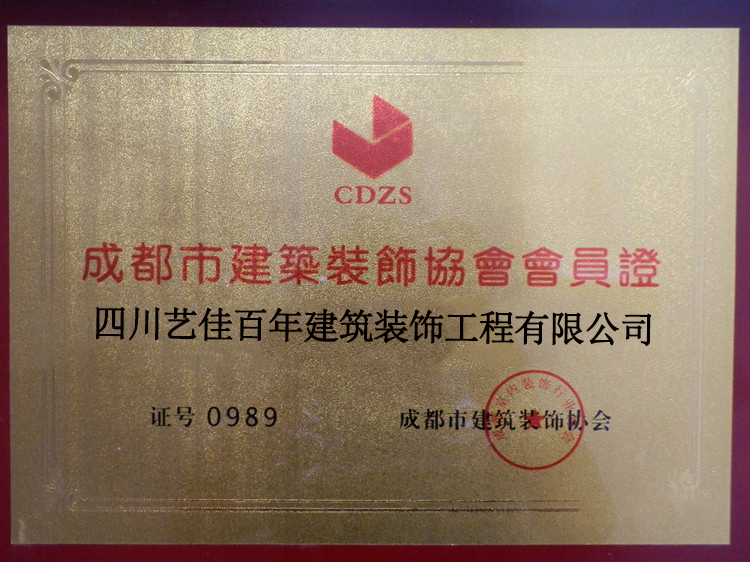 CDZS
成都市建築裝飾協會會員證
四川艺佳百年建筑装饰工程有限公司
证号 0989
成都市建筑装饰协会